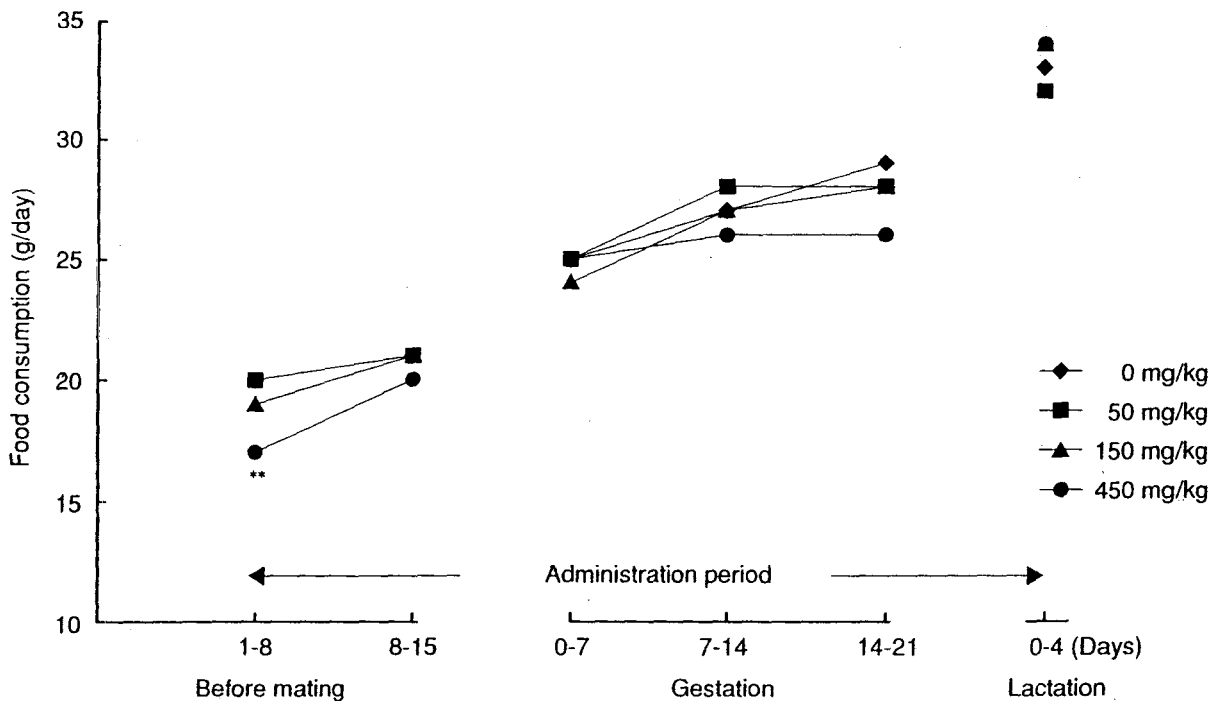 35
30
25
20
15
10
Food consumption (g/day)
0 mg/kg
50 mg/kg
150 mg/kg
450 mg/kg
**
Administration period
1-8
8-15
0-7
7-14
14-21
0-4 (Days)
Before mating
Gestation
Lactation